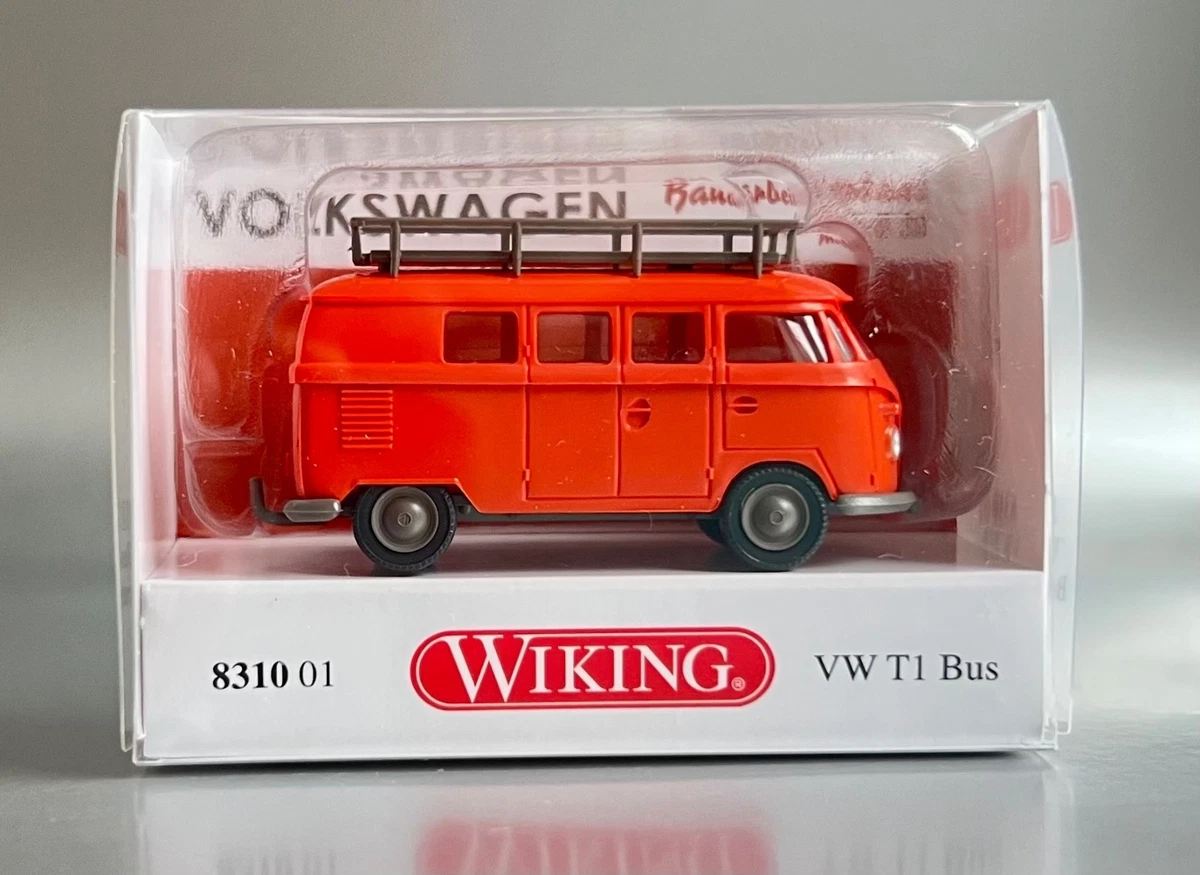 VOLKSWAGEN
8310 01
WIKING®
VW T1 Bus